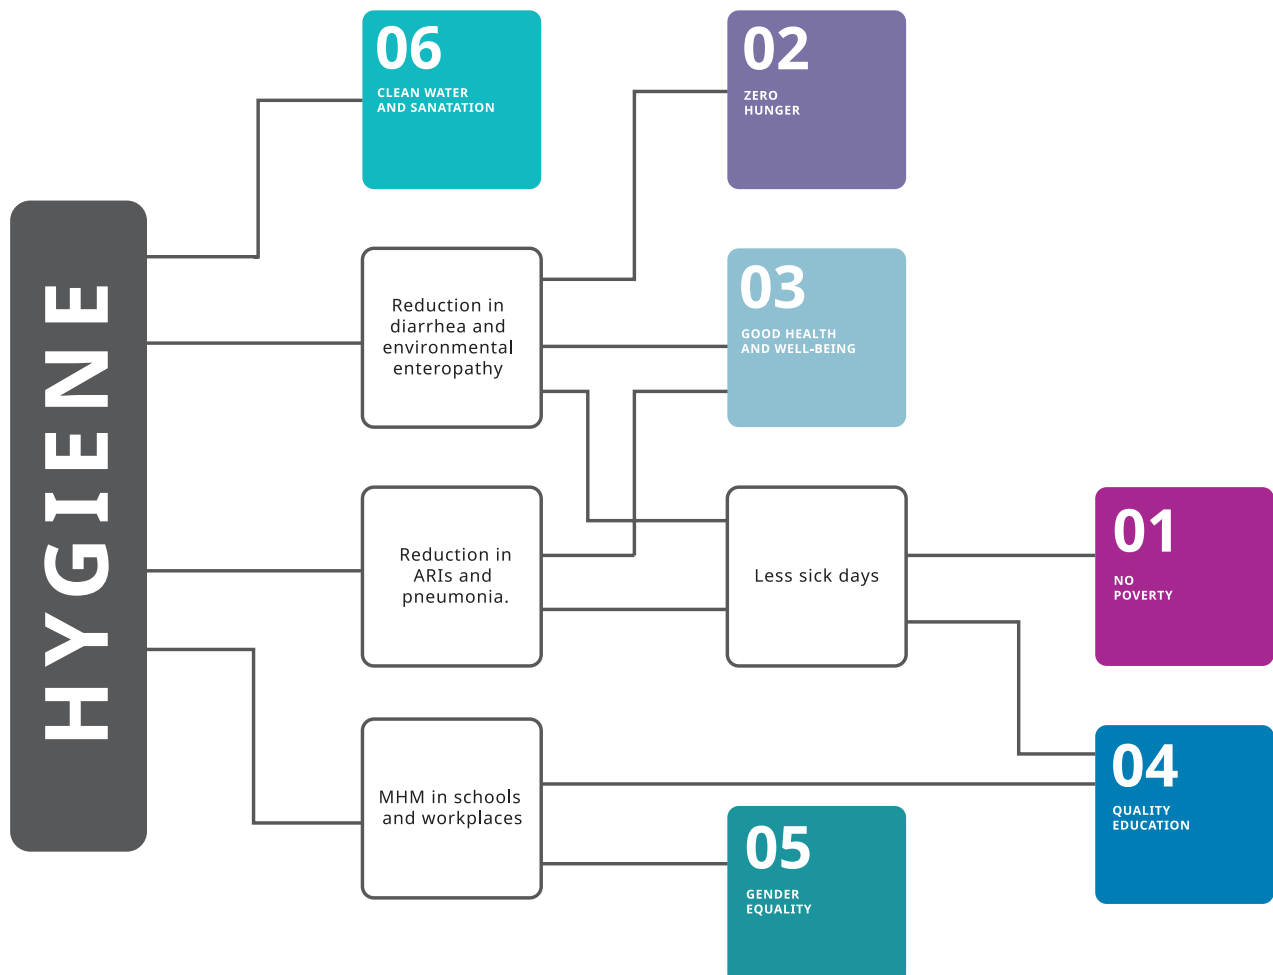 HYGIENE
06
CLEAN WATER
AND SANATATION
02
ZERO
HUNGER
Reduction in
diarrhea and
environmental
enteropathy
03
GOOD HEALTH
AND WELL-BEING
Reduction in
ARIs and
pneumonia.
Less sick days
01
NO
POVERTY
MHM in schools
and workplaces
04
QUALITY
EDUCATION
05
GENDER
EQUALITY